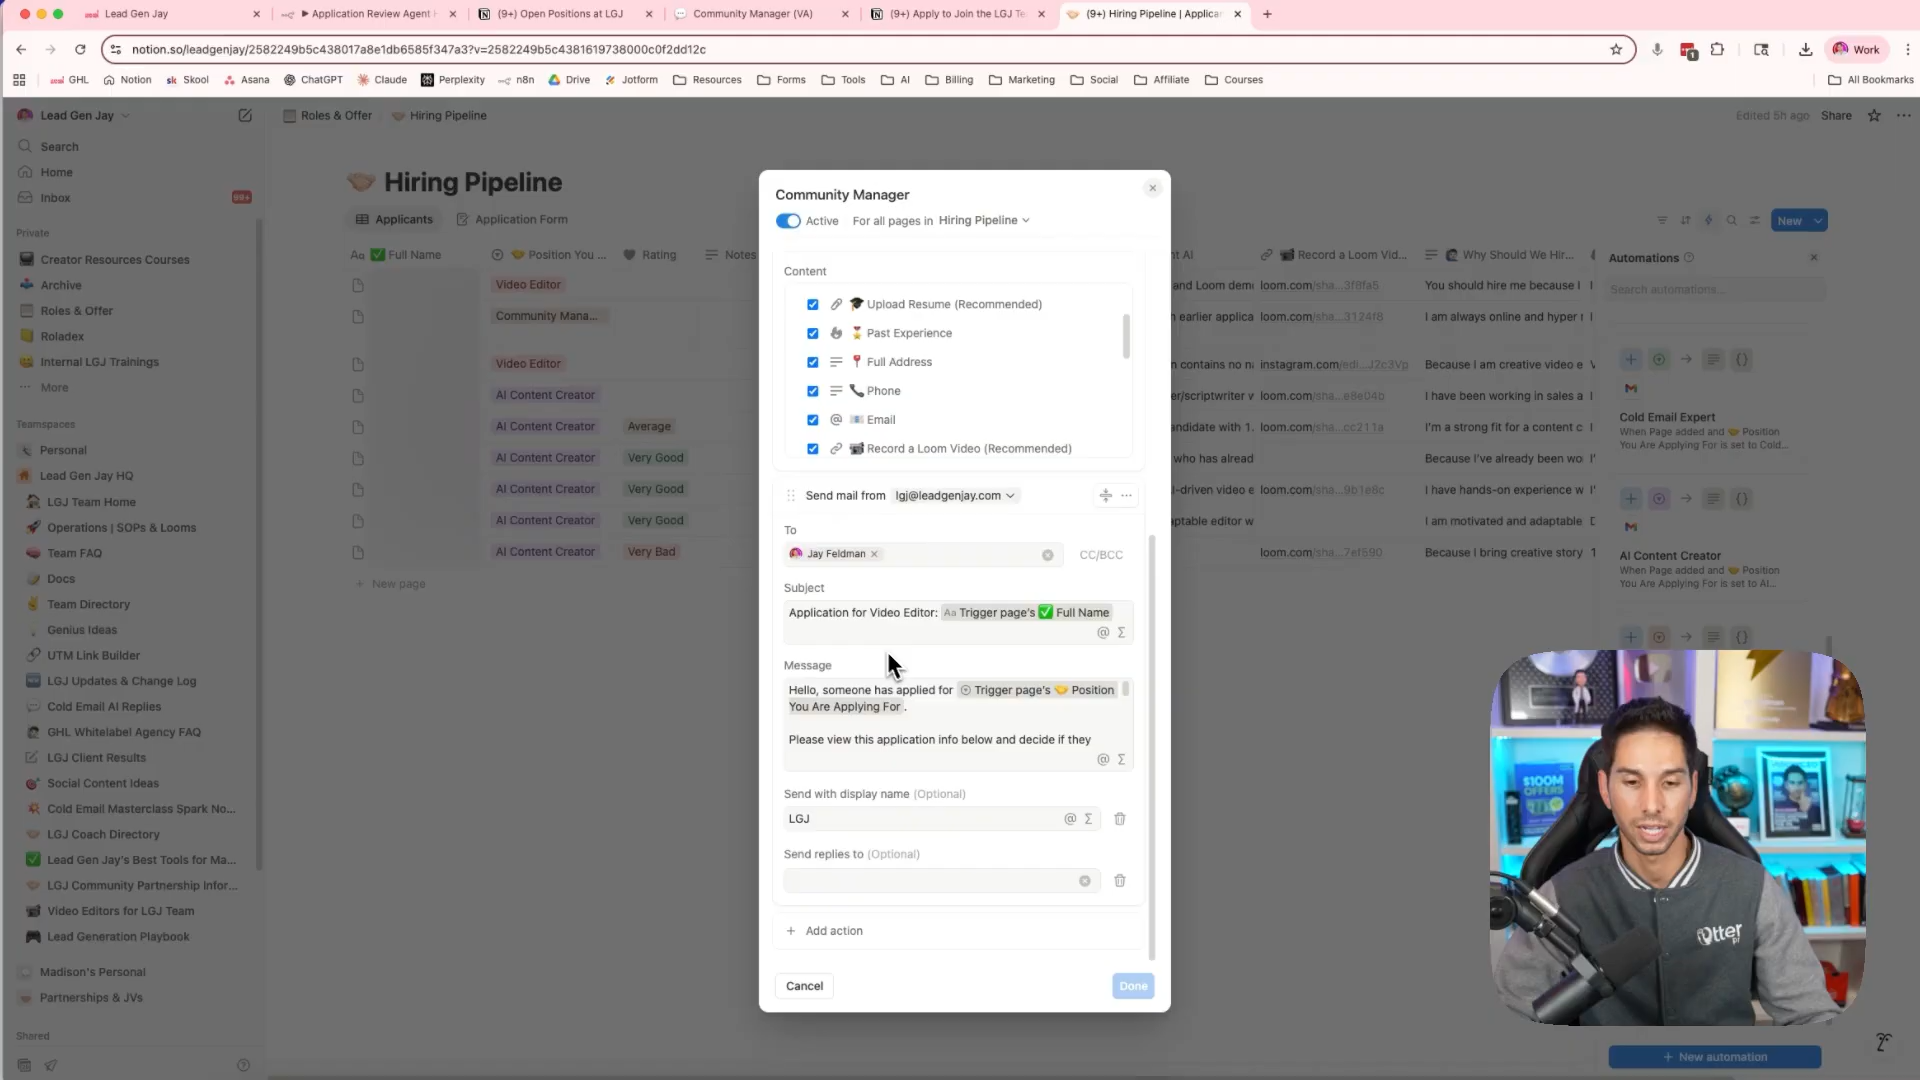 Lead Gen Jay
► Application Review Agent
(9+) Open Positions at LGJ
Community Manager (VA)
(9+) Apply to Join the LGJ Te
(9+) Hiring Pipeline | Applica
notion.so/leadgenjay/2582249b5c438017a8e1db6585f347a3?v=2582249b5c4381619738000c0f2dd12c
1
Work
GHL
Notion
sk Skool
Asana
ChatGPT
Claude
Perplexity
n8n
Drive
Jotform
Resources
Forms
Tools
AI
Billing
Marketing
Social
Affiliate
Courses
All Bookmarks
Lead Gen Jay
Search
Home
Inbox
99+
Private
Creator Resources Courses
Archive
Roles & Offer
Roladex
Internal LGJ Trainings
More
Teamspaces
Personal
Lead Gen Jay HQ
LGJ Team Home
Operations | SOPs & Looms
Team FAQ
Docs
Team Directory
Genius Ideas
UTM Link Builder
LGJ Updates & Change Log
Cold Email AI Replies
GHL Whitelabel Agency FAQ
LGJ Client Results
Social Content Ideas
Cold Email Masterclass Spark No...
LGJ Coach Directory
Lead Gen Jay's Best Tools for Ma...
LGJ Community Partnership Infor...
Video Editors for LGJ Team
Lead Generation Playbook
Madison's Personal
Partnerships & JVs
Shared
Roles & Offer
Hiring Pipeline
Edited 5h ago
Share
Hiring Pipeline
Applicants
Application Form
New
Aa Full Name
Position You ...
Rating
Notes
nt AI
Record a Loom Vid...
Why Should We Hir...
Video Editor
and Loom dem
loom.com/sha...3f8fa5
You should hire me because I
Community Mana...
n earlier applica
loom.com/sha...3124f8
I am always online and hyper r
Video Editor
n contains no na
instagram.com/edi...J2c3Vp
Because I am creative video e
AI Content Creator
er/scriptwriter v
loom.com/sha...e8e04b
I have been working in sales a
AI Content Creator
Average
andidate with 1.
loom.com/sha...cc211a
I'm a strong fit for a content c
AI Content Creator
Very Good
who has alread
Because I've already been wo
AI Content Creator
Very Good
AI-driven video e
loom.com/sha...9b1e8c
I have hands-on experience w
AI Content Creator
Very Good
aptable editor w
I am motivated and adaptable
AI Content Creator
Very Bad
loom.com/sha...7ef590
Because I bring creative story
+ New page
Community Manager
Active
For all pages in Hiring Pipeline
Content
Upload Resume (Recommended)
Past Experience
Full Address
Phone
Email
Record a Loom Video (Recommended)
Send mail from lgj@leadgenjay.com
To
Jay Feldman
CC/BCC
Subject
Application for Video Editor: Aa Trigger page's Full Name
@ Σ
Message
Hello, someone has applied for Trigger page's Position
You Are Applying For .
Please view this application info below and decide if they
@ Σ
Send with display name (Optional)
LGJ
@ Σ
Send replies to (Optional)
+ Add action
Cancel
Done
Automations
Search automations...
Cold Email Expert
When Page added and Position
You Are Applying For is set to Cold...
AI Content Creator
When Page added and Position
You Are Applying For is set to AI...
+ New automation
$100M
OFFERS
Otter